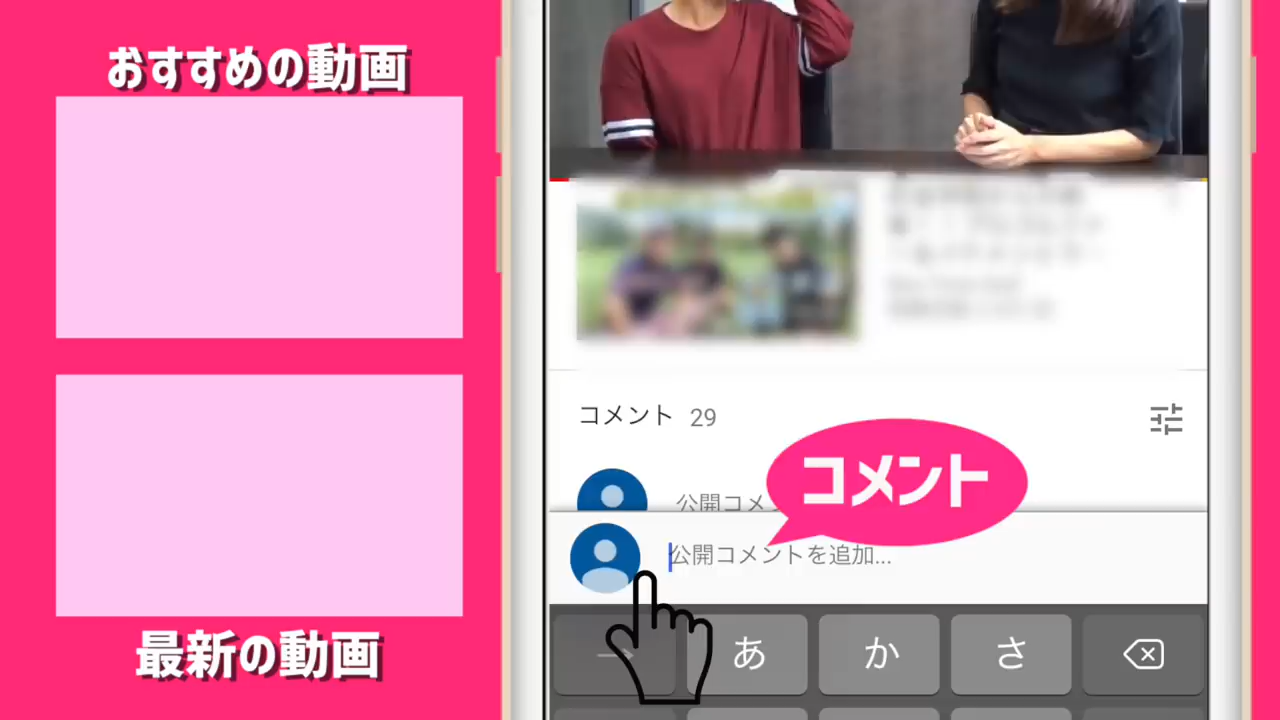 おすすめの動画
最新の動画
コメント 29
コメント
公開コメン
公開コメントを追加...
→ あ か さ